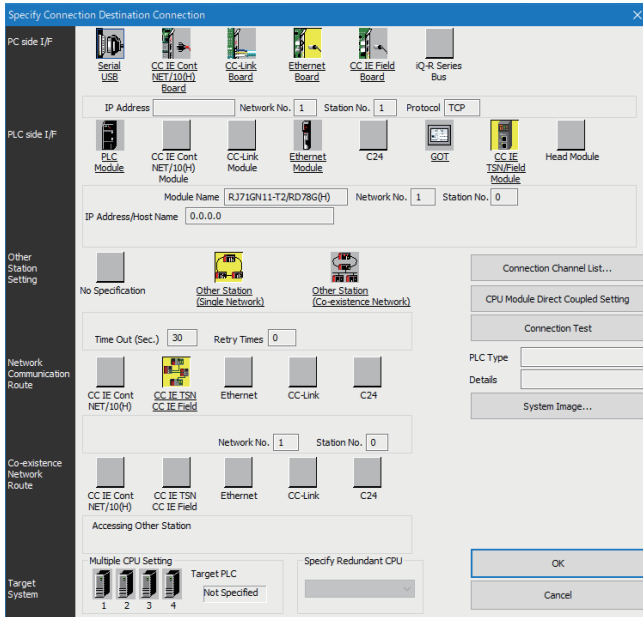 Specify Connection Destination Connection
PC side I/F
Serial
USB
CC IE Cont
NET/10(H)
Board
CC-Link
Board
Ethernet
Board
CC IE Field
Board
iQ-R Series
Bus
IP Address
Network No. 1
Station No. 1
Protocol TCP
PLC side I/F
PLC
Module
CC IE Cont
NET/10(H)
Module
CC-Link
Module
Ethernet
Module
C24
GOT
CC IE
TSN/Field
Module
Head Module
Module Name RJ71GN11-T2/RD78G(H)
Network No. 1
Station No. 0
IP Address/Host Name 0.0.0.0
Other
Station
Setting
No Specification
Other Station
(Single Network)
Other Station
(Co-existence Network)
Time Out (Sec.) 30
Retry Times 0
Connection Channel List...
CPU Module Direct Coupled Setting
Connection Test
PLC Type
Details
System Image...
Network
Communication
Route
CC IE Cont
NET/10(H)
CC IE TSN
CC IE Field
Ethernet
CC-Link
C24
Network No. 1
Station No. 0
Co-existence
Network
Route
CC IE Cont
NET/10(H)
CC IE TSN
CC IE Field
Ethernet
CC-Link
C24
Accessing Other Station
Target
System
Multiple CPU Setting
1 2 3 4
Target PLC
Not Specified
Specify Redundant CPU
OK
Cancel